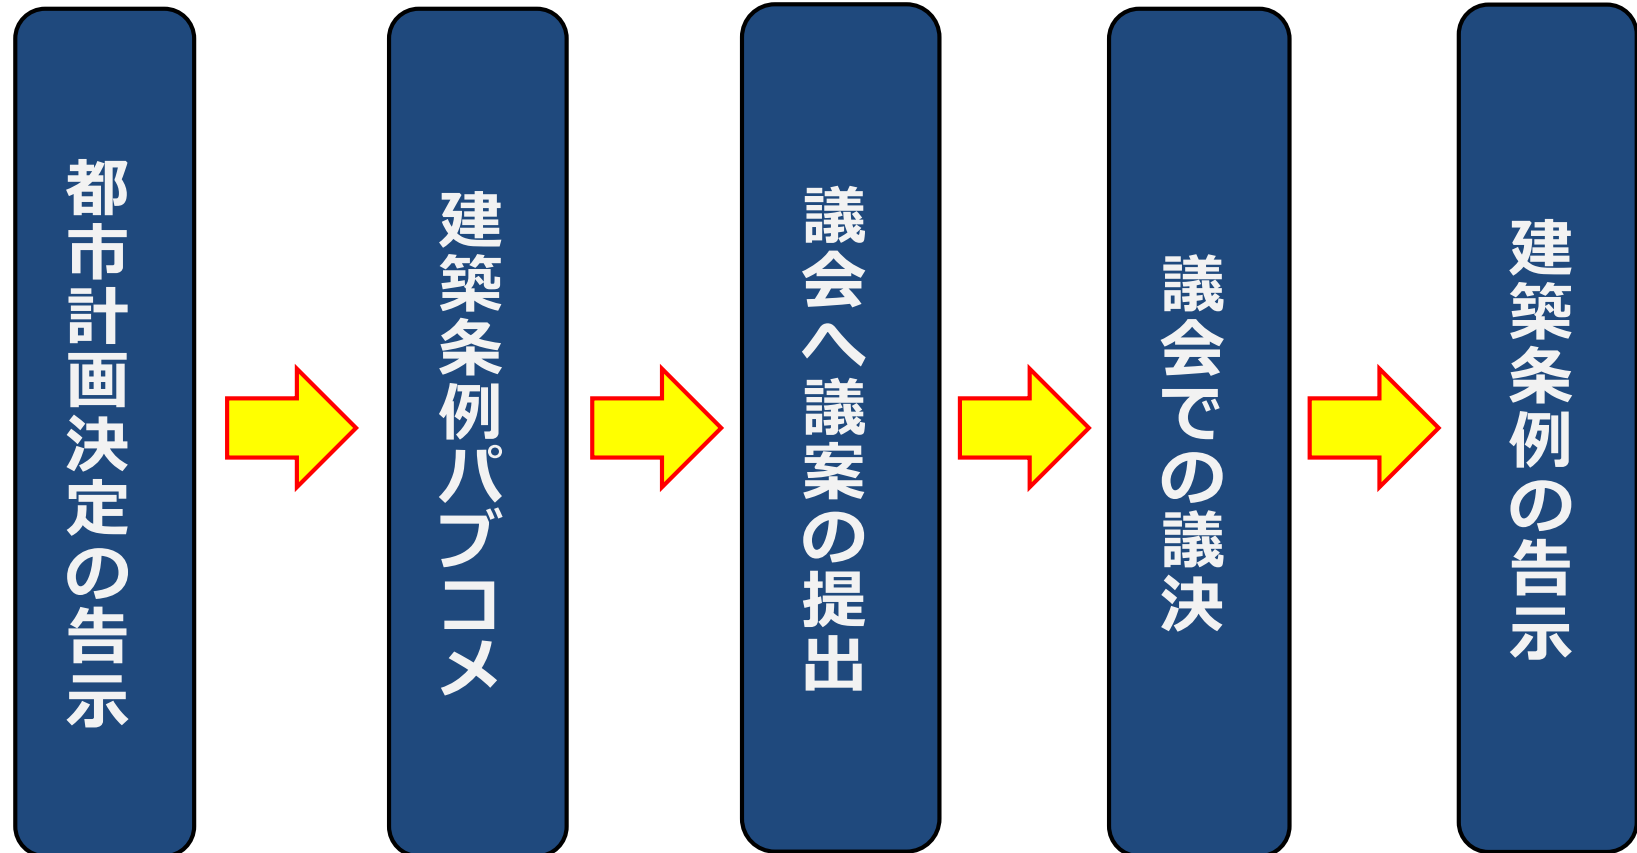 都市計画決定の告示
建築条例パブコメ
議会へ議案の提出
議会での議決
建築条例の告示